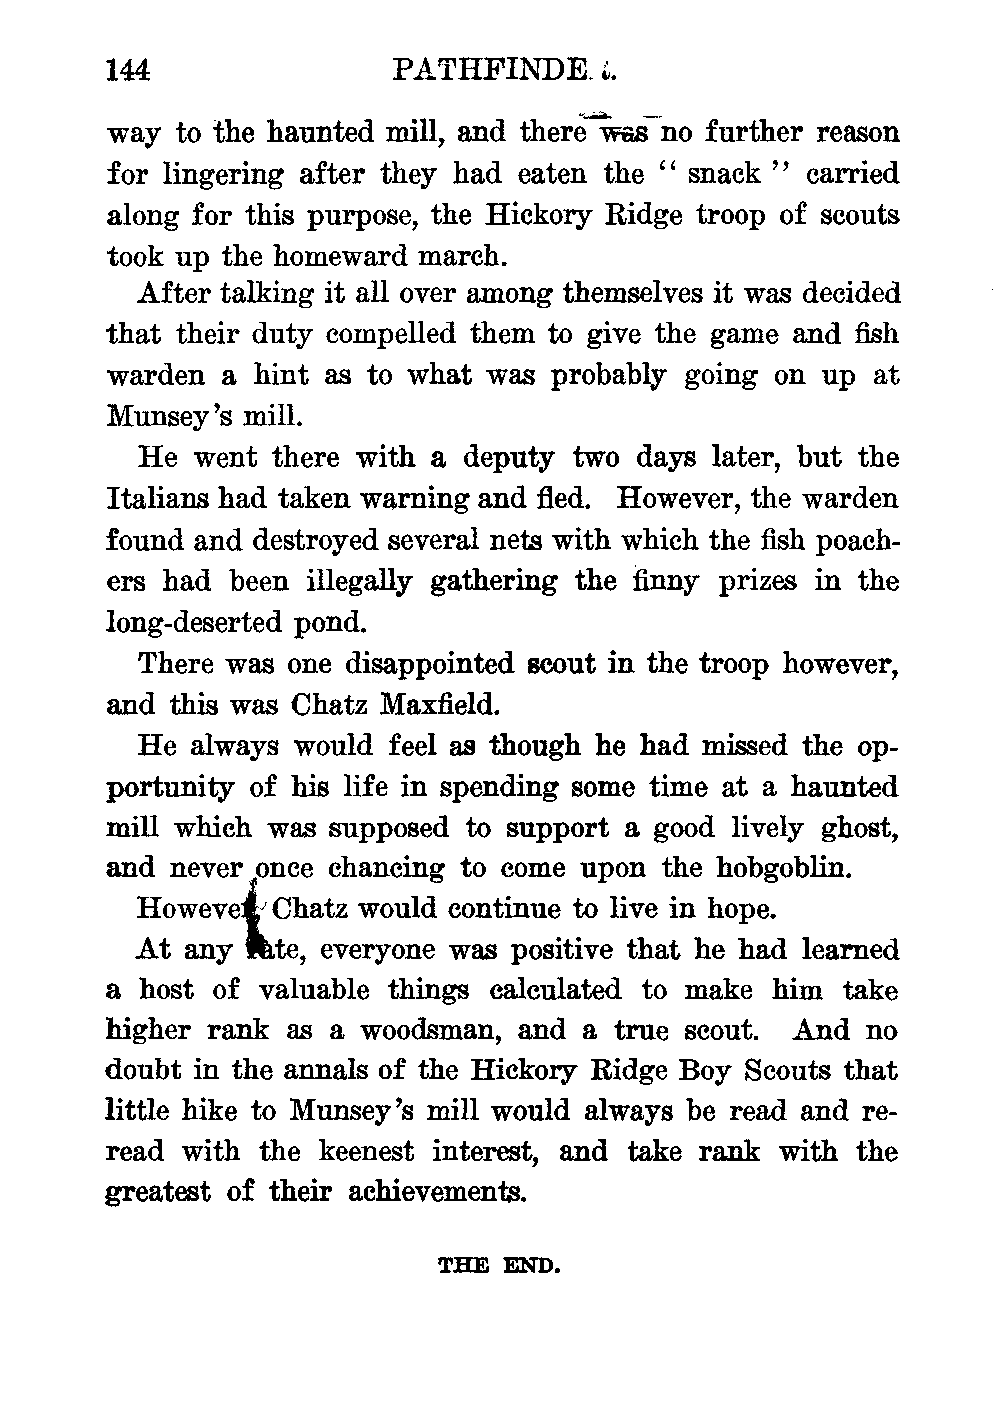 144 PATHFINDE
way to the haunted mill, and there was no further reason
for lingering after they had eaten the " snack " carried
along for this purpose, the Hickory Ridge troop of scouts
took up the homeward march.
After talking it all over among themselves it was decided
that their duty compelled them to give the game and fish
warden a hint as to what was probably going on up at
Munsey's mill.
He went there with a deputy two days later, but the
Italians had taken warning and fled. However, the warden
found and destroyed several nets with which the fish poach-
ers had been illegally gathering the finny prizes in the
long-deserted pond.
There was one disappointed scout in the troop however,
and this was Chatz Maxfield.
He always would feel as though he had missed the op-
portunity of his life in spending some time at a haunted
mill which was supposed to support a good lively ghost,
and never once chancing to come upon the hobgoblin.
However, Chatz would continue to live in hope.
At any rate, everyone was positive that he had learned
a host of valuable things calculated to make him take
higher rank as a woodsman, and a true scout. And no
doubt in the annals of the Hickory Ridge Boy Scouts that
little hike to Munsey's mill would always be read and re-
read with the keenest interest, and take rank with the
greatest of their achievements.
THE END.